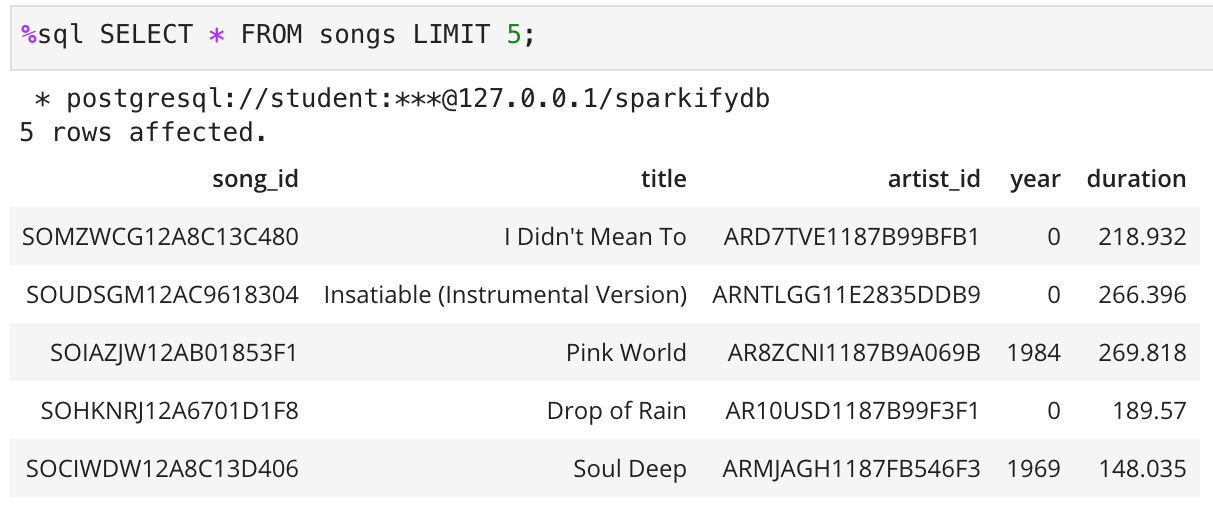 %sql SELECT * FROM songs LIMIT 5;
* postgresql://student:***@127.0.0.1/sparkifydb
5 rows affected.
song_id title artist_id year duration
SOMZWCG12A8C13C480 I Didn't Mean To ARD7TVE1187B99BFB1 0 218.932
SOUDSGM12AC9618304 Insatiable (Instrumental Version) ARNTLGG11E2835DDB9 0 266.396
SOIAZJW12AB01853F1 Pink World AR8ZCNI1187B9A069B 1984 269.818
SOHKNRJ12A6701D1F8 Drop of Rain AR10USD1187B99F3F1 0 189.57
SOCIWDW12A8C13D406 Soul Deep ARMJAGH1187FB546F3 1969 148.035